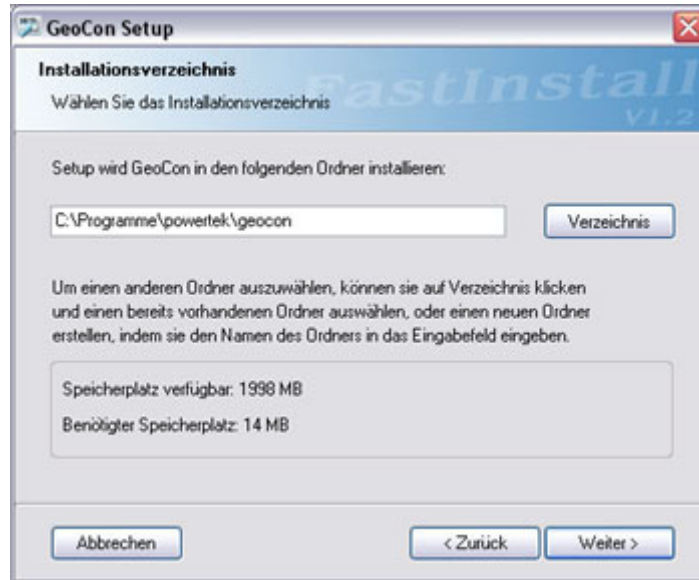 GeoCon Setup
Installationsverzeichnis
Wählen Sie das Installationsverzeichnis
FastInstall
V1.2
Setup wird GeoCon in den folgenden Ordner installieren:
C:\Programme\powertek\geocon
Verzeichnis
Um einen anderen Ordner auszuwählen, können sie auf Verzeichnis klicken
und einen bereits vorhandenen Ordner auswählen, oder einen neuen Ordner
erstellen, indem sie den Namen des Ordners in das Eingabefeld eingeben.
Speicherplatz verfügbar: 1998 MB
Benötigter Speicherplatz: 14 MB
Abbrechen
< Zurück
Weiter >